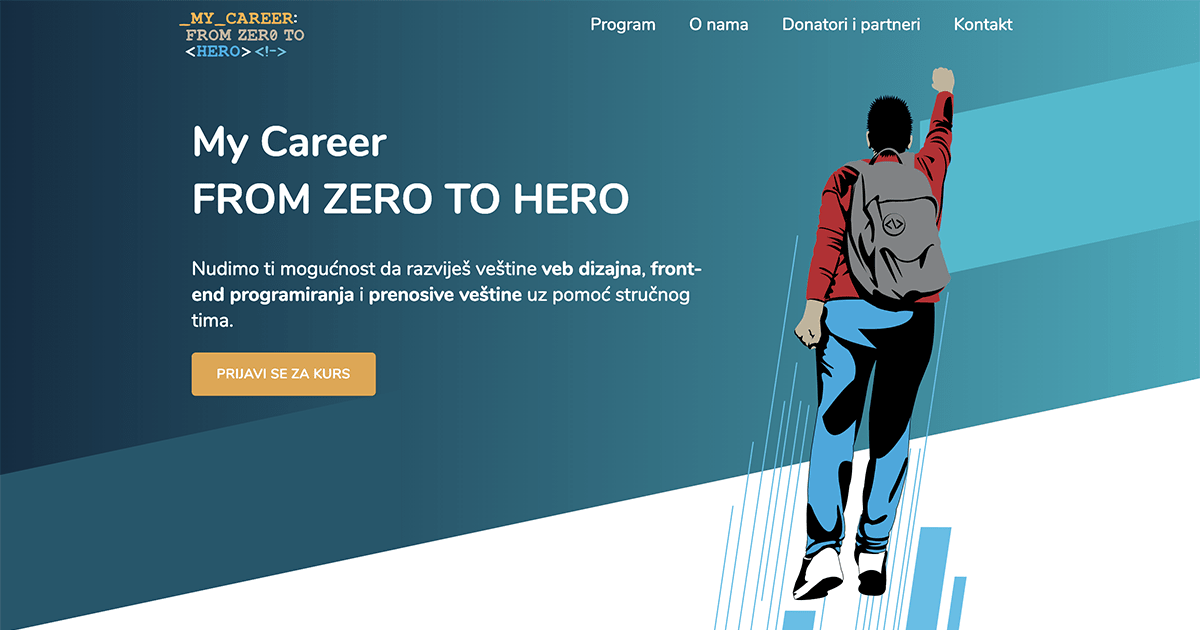 _MY_CAREER:
FROM ZER0 TO
<HERO> <!->
Program O nama Donatori i partneri Kontakt
My Career
FROM ZERO TO HERO
Nudimo ti mogućnost da razviješ veštine veb dizajna, front-
end programiranja i prenosive veštine uz pomoć stručnog
tima.
PRIJAVI SE ZA KURS